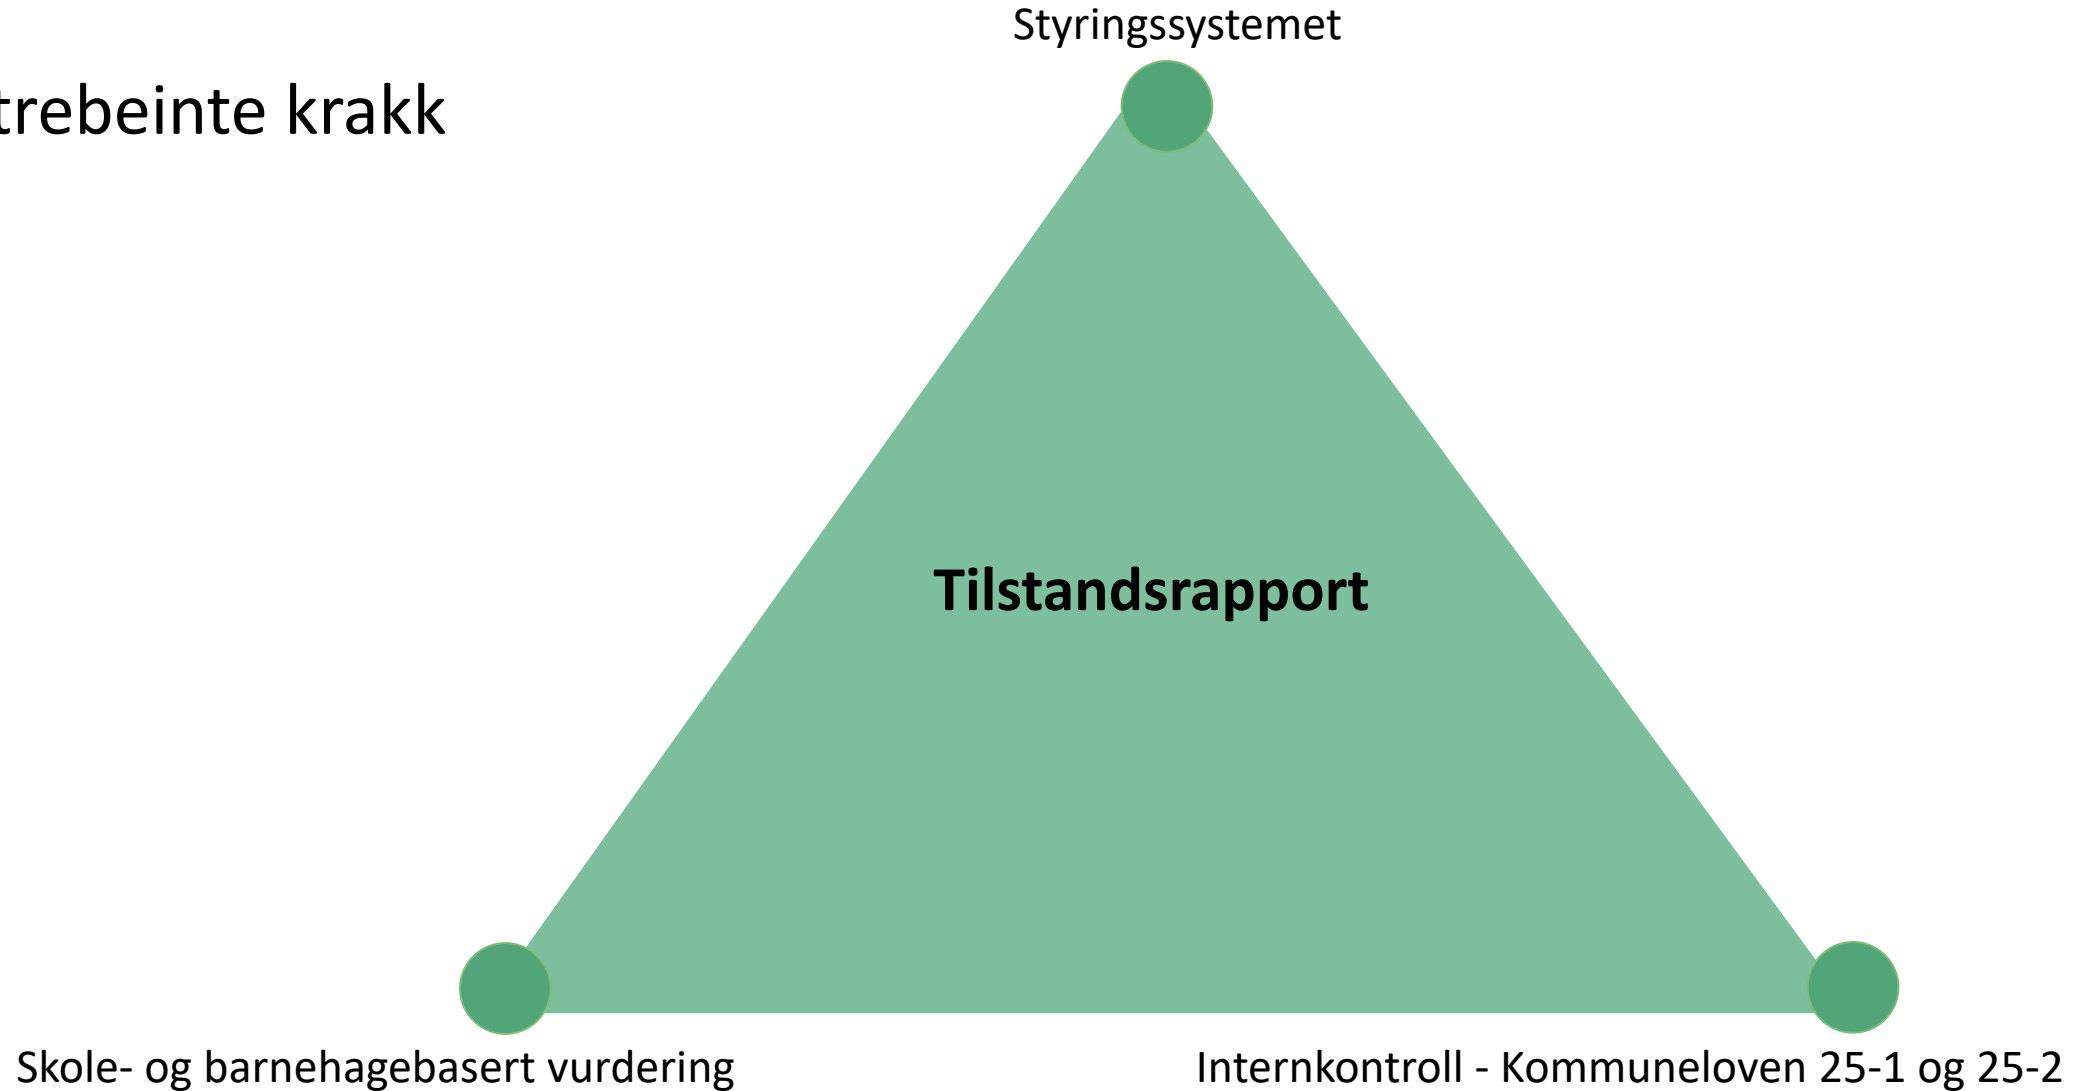 Styringssystemet
trebeinte krakk
Tilstandsrapport
Skole- og barnehagebasert vurdering
Internkontroll - Kommuneloven 25-1 og 25-2